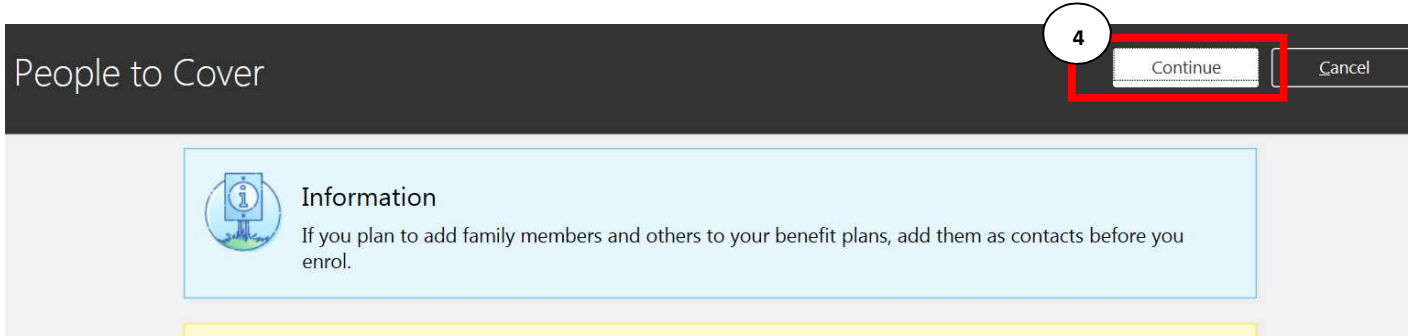 4
People to Cover
Continue
Cancel
Information
If you plan to add family members and others to your benefit plans, add them as contacts before you
enrol.